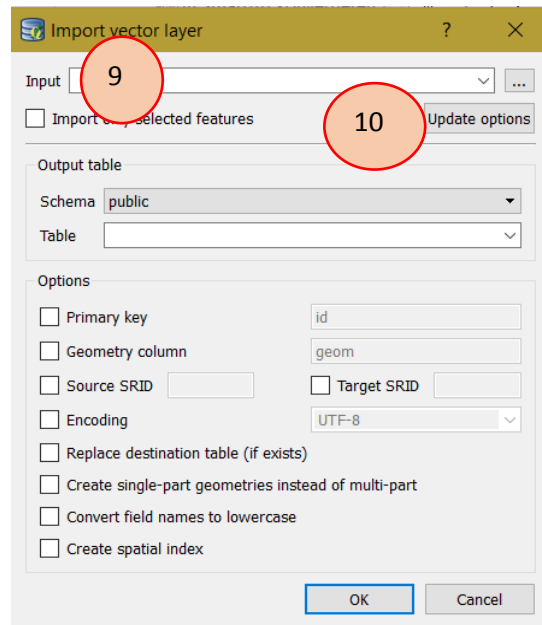 Import vector layer ? ×
Input 9 ...
Import only selected features 10 Update options
Output table
Schema public
Table
Options
Primary key id
Geometry column geom
Source SRID Target SRID
Encoding UTF-8
Replace destination table (if exists)
Create single-part geometries instead of multi-part
Convert field names to lowercase
Create spatial index
OK Cancel